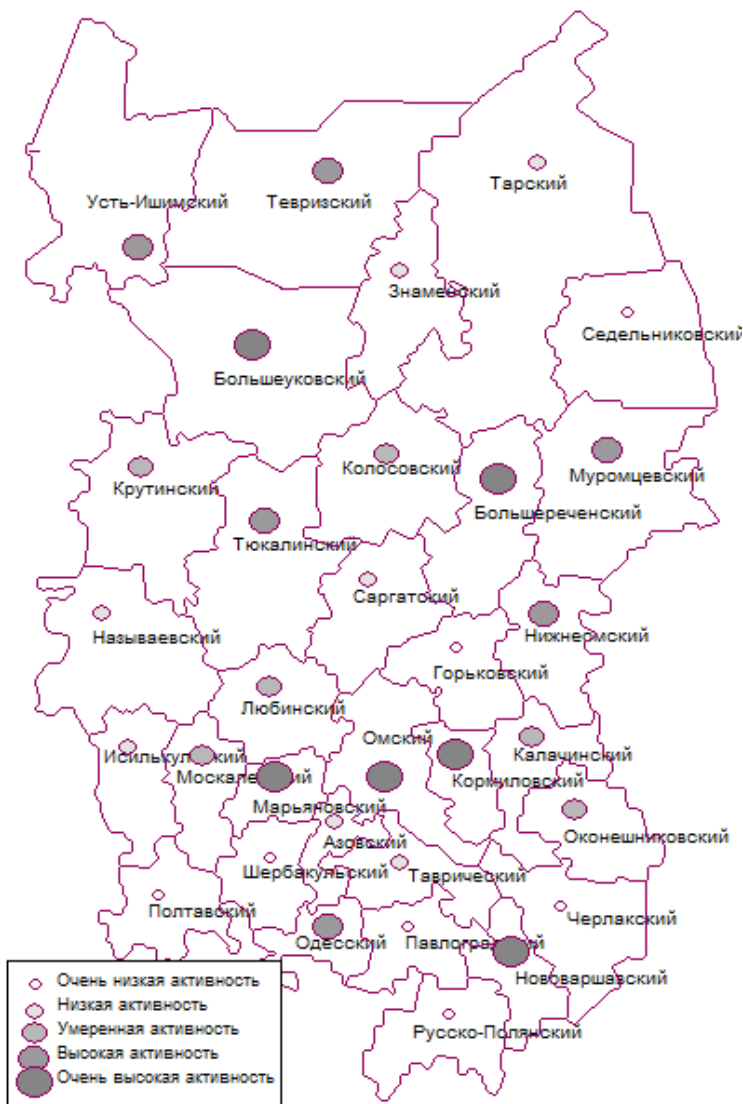 Тарский
Усть-Ишимский
Тевризский
Знаменский
Седельниковский
Большеуковский
Колосовский
Муромцевский
Крутинский
Большереченский
Тюкалинский
Саргатский
Называевский
Нижнермский
Горьковский
Любинский
Омский
Калачинский
Исилькульский
Москаленский
Кормиловский
Марьяновский
Оконешниковский
Азовский
Шербакульский
Таврический
Полтавский
Черлакский
Одесский
Павлоградский
Нововаршавский
Русско-Полянский
Очень низкая активность
Низкая активность
Умеренная активность
Высокая активность
Очень высокая активность